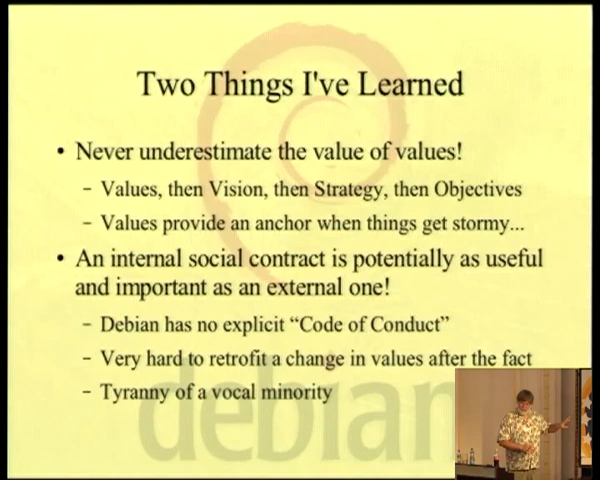 Two Things I've Learned
• Never underestimate the value of values!
– Values, then Vision, then Strategy, then Objectives
– Values provide an anchor when things get stormy...
• An internal social contract is potentially as useful
and important as an external one!
– Debian has no explicit “Code of Conduct”
– Very hard to retrofit a change in values after the fact
– Tyranny of a vocal minority
debian